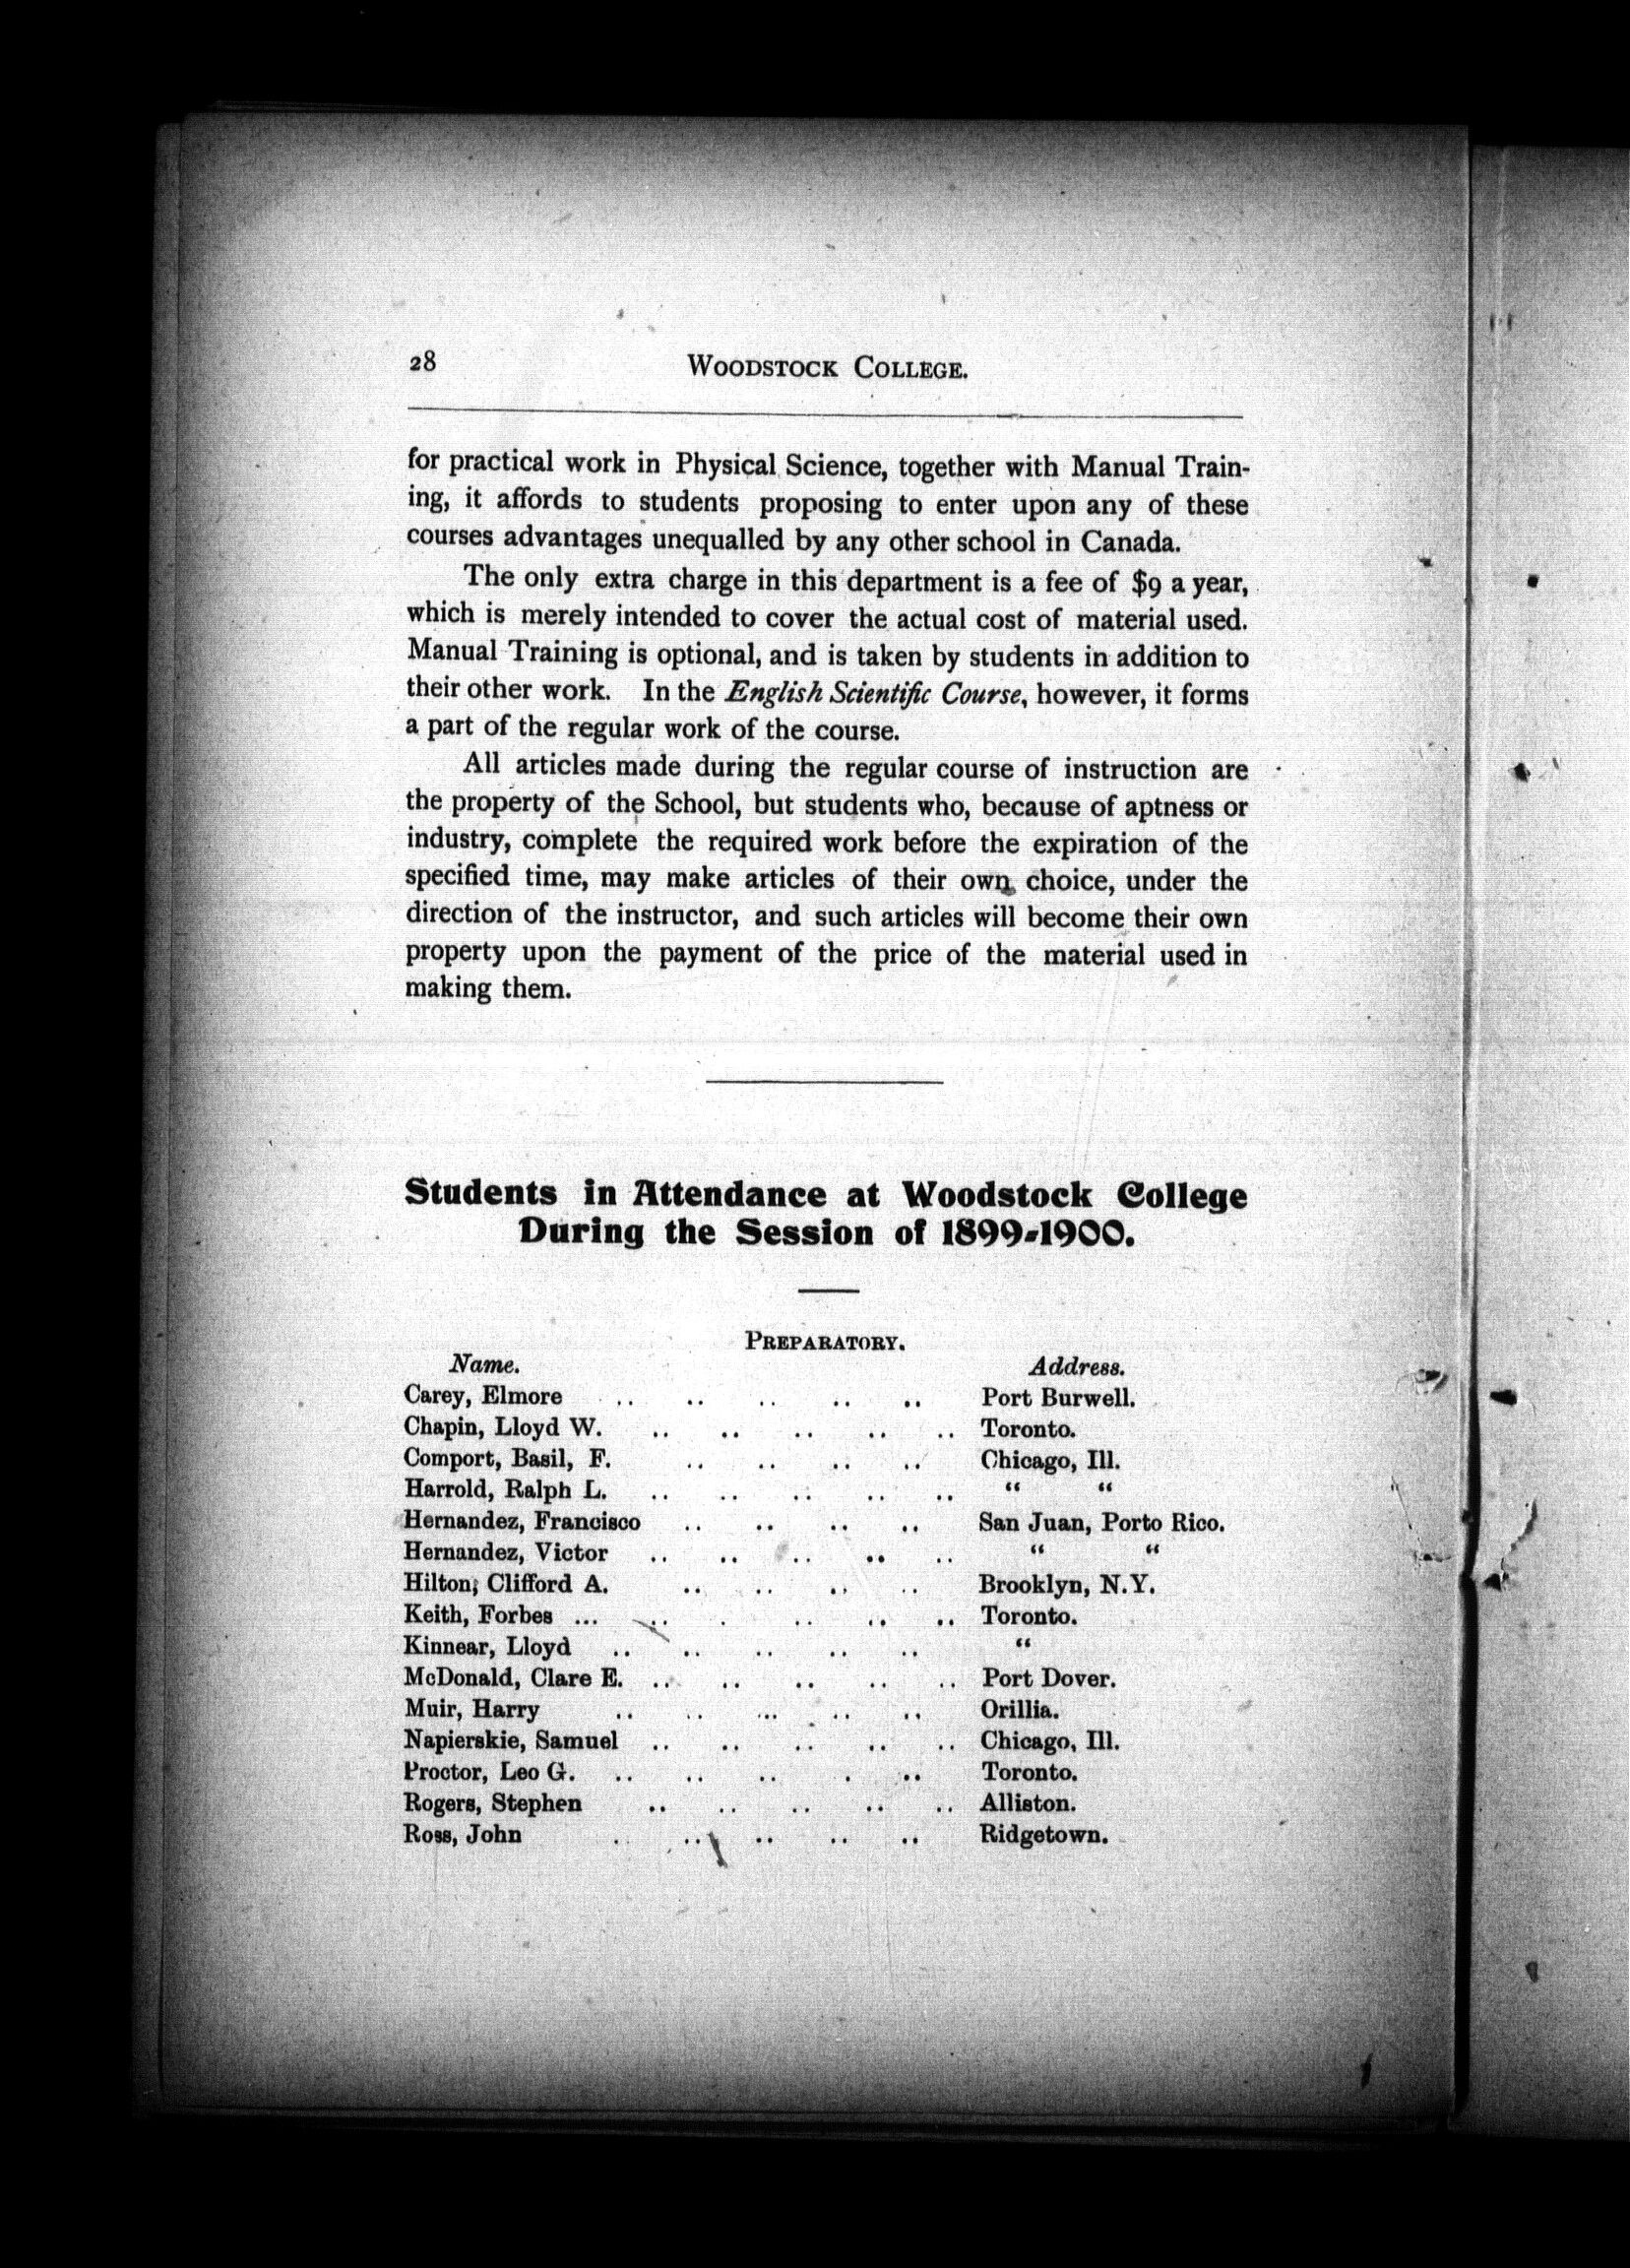 28 WOODSTOCK COLLEGE.
for practical work in Physical Science, together with Manual Train-
ing, it affords to students proposing to enter upon any of these
courses advantages unequalled by any other school in Canada.
The only extra charge in this department is a fee of $9 a year,
which is merely intended to cover the actual cost of material used.
Manual Training is optional, and is taken by students in addition to
their other work. In the English Scientific Course, however, it forms
a part of the regular work of the course.
All articles made during the regular course of instruction are
the property of the School, but students who, because of aptness or
industry, complete the required work before the expiration of the
specified time, may make articles of their own choice, under the
direction of the instructor, and such articles will become their own
property upon the payment of the price of the material used in
making them.
Students in Attendance at Woodstock College
During the Session of 1899-1900.
PREPARATORY.
Name. Address.
Carey, Elmore .. .. .. .. .. Port Burwell.
Chapin, Lloyd W. .. .. .. .. .. Toronto.
Comport, Basil, F. .. .. .. .. Chicago, Ill.
Harrold, Ralph L. .. .. .. .. .. “ “
Hernandez, Francisco .. .. .. .. San Juan, Porto Rico.
Hernandez, Victor .. .. .. .. .. “ “
Hilton, Clifford A. .. .. .. .. Brooklyn, N.Y.
Keith, Forbes ... .. . .. .. .. Toronto.
Kinnear, Lloyd .. .. .. .. .. “
McDonald, Clare E. .. .. .. .. .. Port Dover.
Muir, Harry .. .. ... .. .. Orillia.
Napierskie, Samuel .. .. .. .. .. Chicago, Ill.
Proctor, Leo G. .. .. .. . .. Toronto.
Rogers, Stephen .. .. .. .. .. Alliston.
Ross, John . .. .. .. .. Ridgetown.